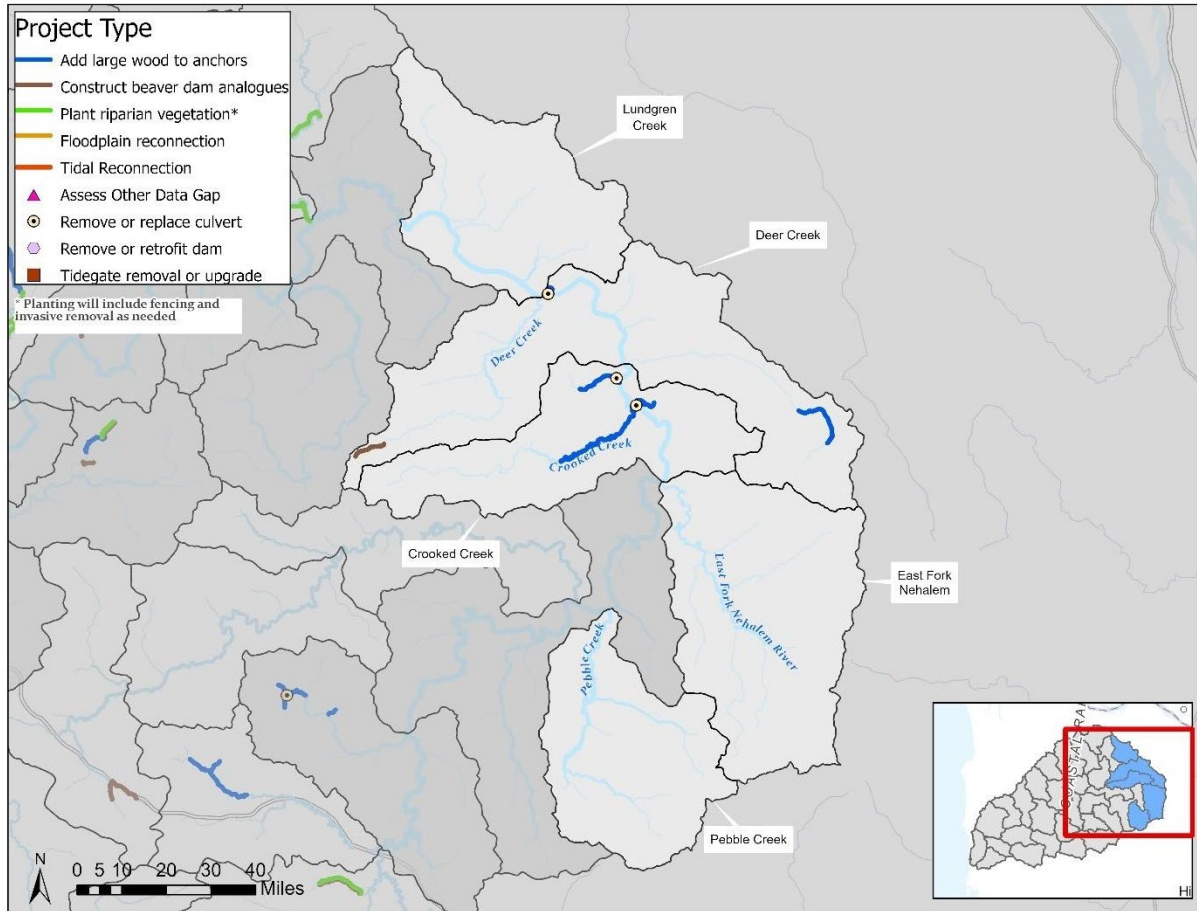 Project Type
Add large wood to anchors
Construct beaver dam analogues
Plant riparian vegetation*
Floodplain reconnection
Tidal Reconnection
Assess Other Data Gap
Remove or replace culvert
Remove or retrofit dam
Tidegate removal or upgrade
* Planting will include fencing and
invasive removal as needed
Lundgren
Creek
Deer Creek
Deer Creek
Crooked Creek
Crooked Creek
East Fork
Nehalem
East Fork Nehalem River
Pebble Creek
Pebble Creek
N
0 5 10 20 30 40
Miles
COASTAL RA
Hi